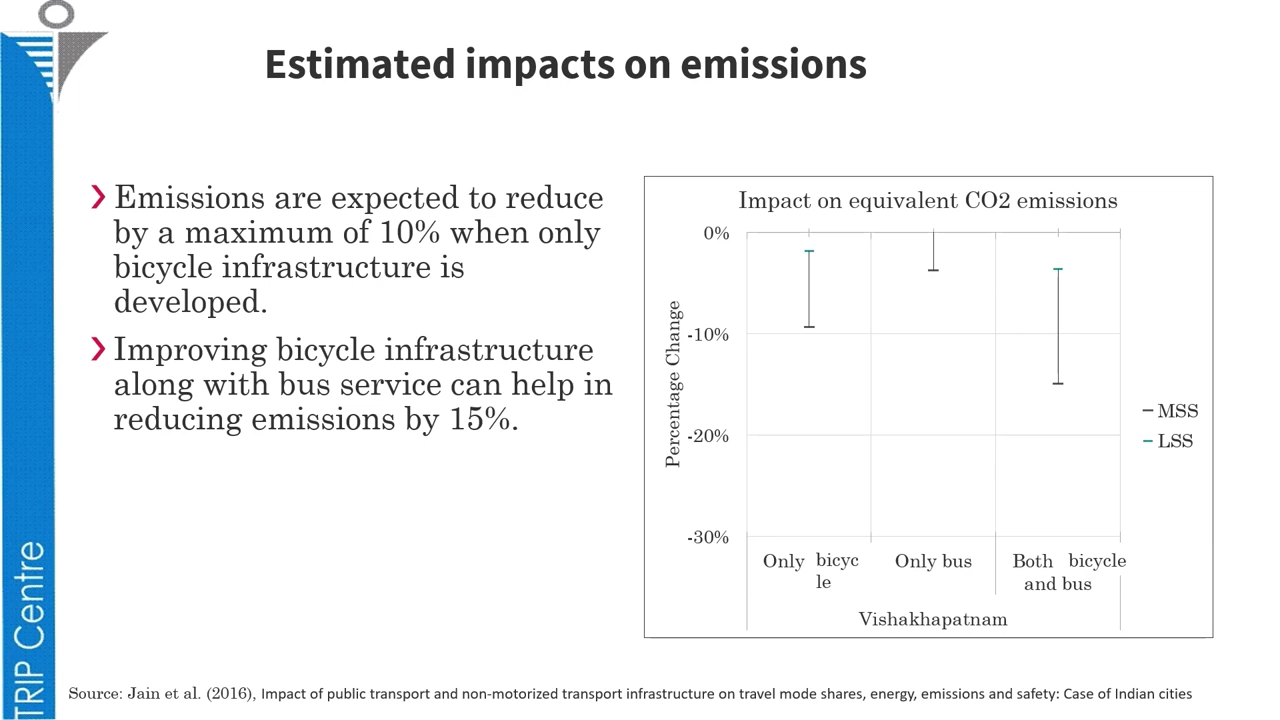 Estimated impacts on emissions
Emissions are expected to reduce
by a maximum of 10% when only
bicycle infrastructure is
developed.
Improving bicycle infrastructure
along with bus service can help in
reducing emissions by 15%.
Impact on equivalent CO2 emissions
0%
-10%
-20%
-30%
Percentage Change
Only bicyc
le
Only bus
Both bicycle
and bus
Vishakhapatnam
MSS
LSS
TRIP Centre
Source: Jain et al. (2016), Impact of public transport and non-motorized transport infrastructure on travel mode shares, energy, emissions and safety: Case of Indian cities